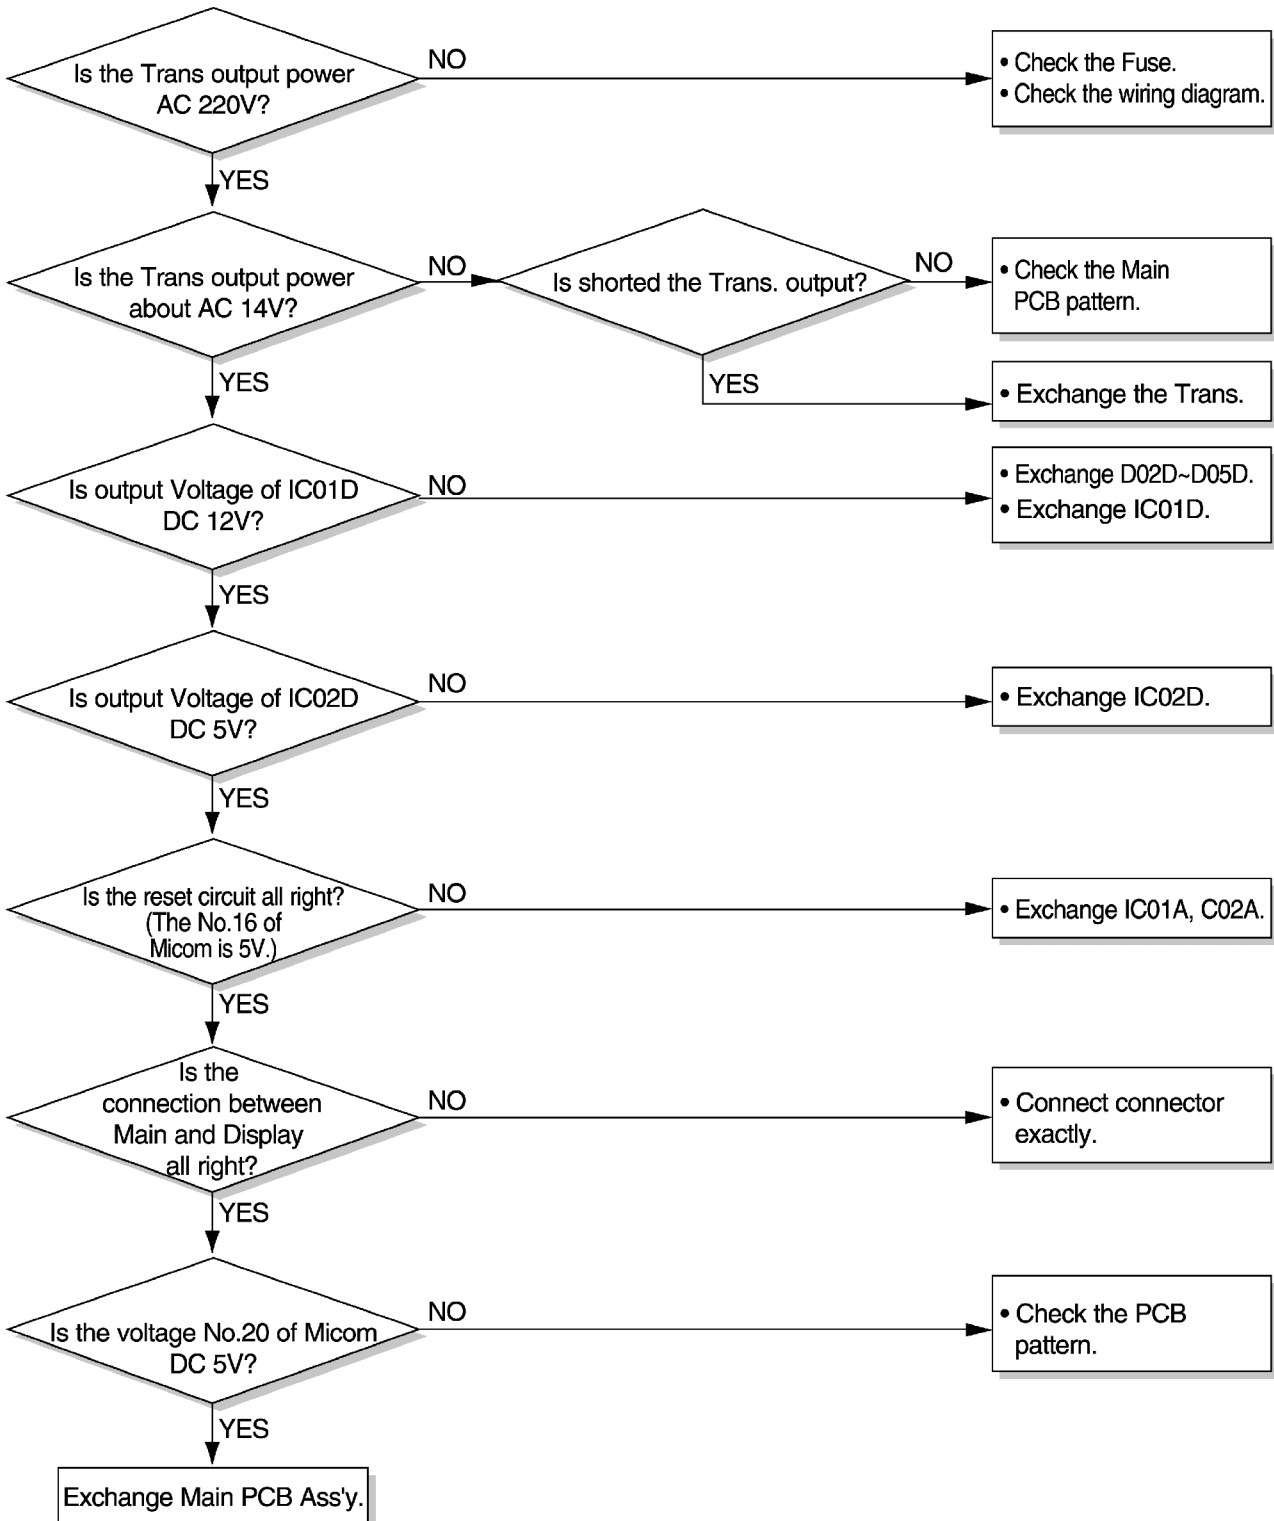 Is the Trans output power
AC 220V?
NO
• Check the Fuse.
• Check the wiring diagram.
YES
Is the Trans output power
about AC 14V?
NO
Is shorted the Trans. output?
NO
• Check the Main
PCB pattern.
YES
YES
• Exchange the Trans.
Is output Voltage of IC01D
DC 12V?
NO
• Exchange D02D~D05D.
• Exchange IC01D.
YES
Is output Voltage of IC02D
DC 5V?
NO
• Exchange IC02D.
YES
Is the reset circuit all right?
(The No.16 of
Micom is 5V.)
NO
• Exchange IC01A, C02A.
YES
Is the
connection between
Main and Display
all right?
NO
• Connect connector
exactly.
YES
Is the voltage No.20 of Micom
DC 5V?
NO
• Check the PCB
pattern.
YES
Exchange Main PCB Ass'y.